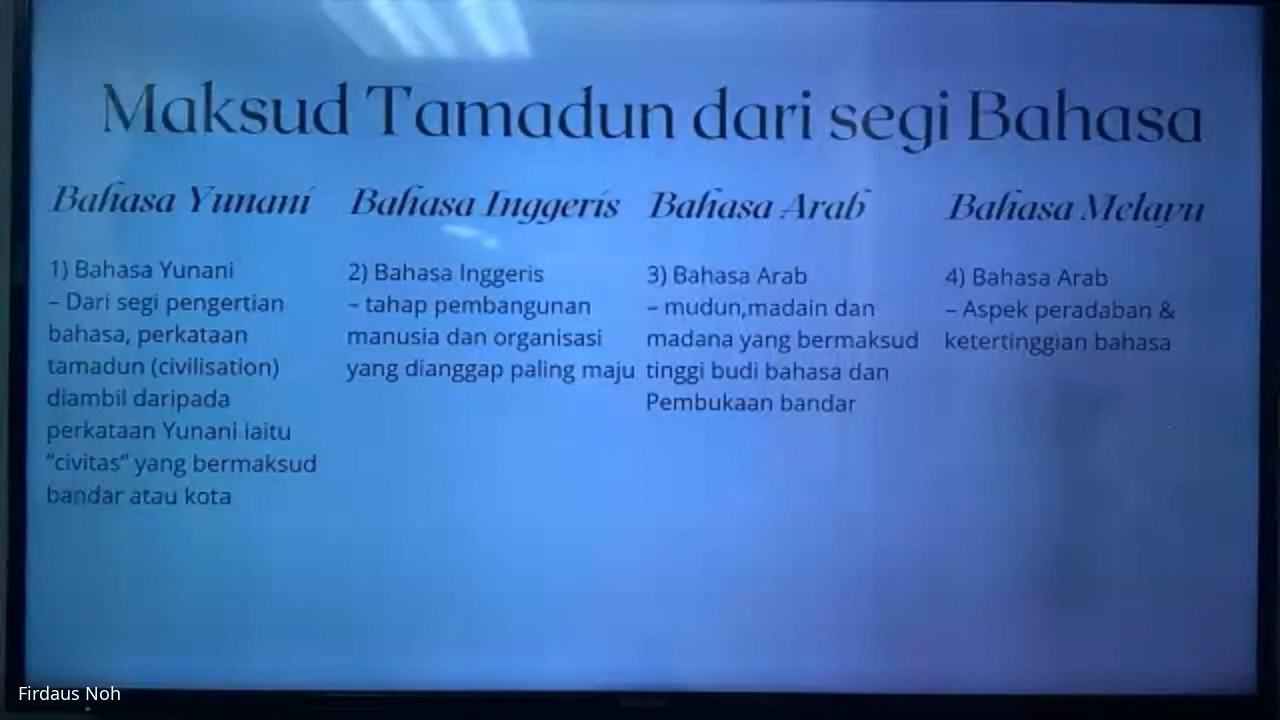 Maksud Tamadun dari segi Bahasa
Bahasa Yunani
1) Bahasa Yunani
– Dari segi pengertian
bahasa, perkataan
tamadun (civilisation)
diambil daripada
perkataan Yunani iaitu
“civitas” yang bermaksud
bandar atau kota
Bahasa Inggeris
2) Bahasa Inggeris
– tahap pembangunan
manusia dan organisasi
yang dianggap paling maju
Bahasa Arab
3) Bahasa Arab
– mudun,madain dan
madana yang bermaksud
tinggi budi bahasa dan
Pembukaan bandar
Bahasa Melayu
4) Bahasa Arab
– Aspek peradaban &
ketertinggian bahasa
Firdaus Noh